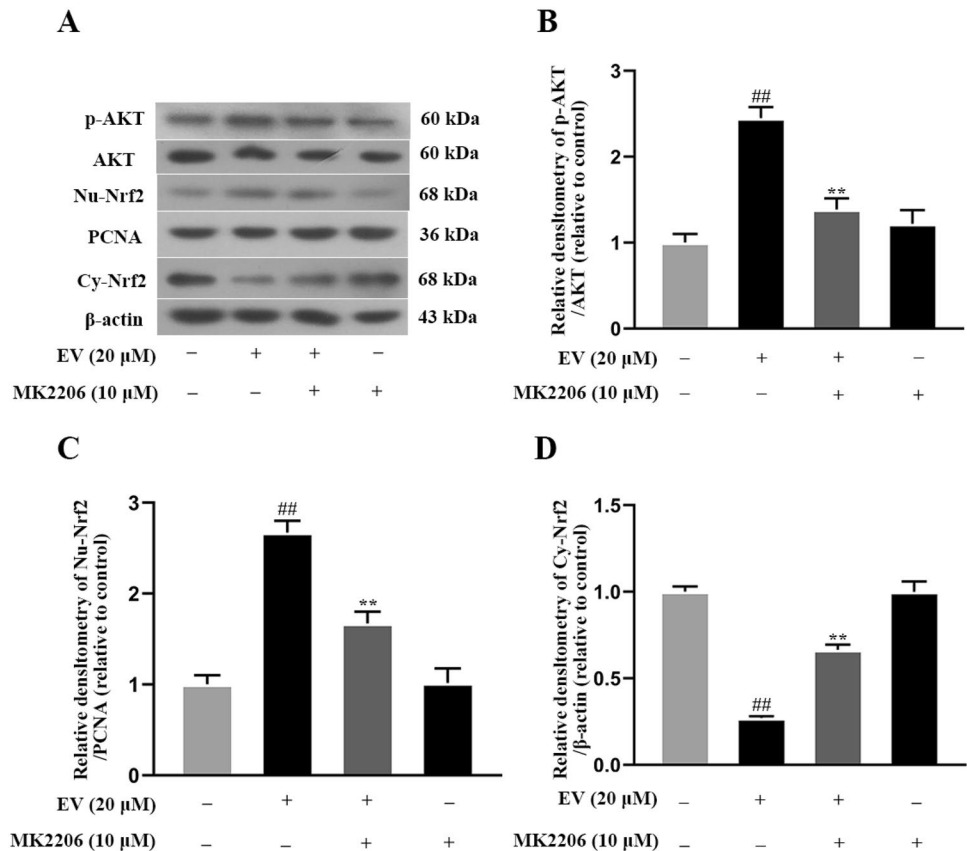 A
p-AKT 60 kDa
AKT 60 kDa
Nu-Nrf2 68 kDa
PCNA 36 kDa
Cy-Nrf2 68 kDa
β-actin 43 kDa
EV (20 μM) – + + –
MK2206 (10 μM) – – + +
B
Relative densltometry of p-AKT
/AKT (relative to control)
3
2
1
0
##
**
EV (20 μM) – + + –
MK2206 (10 μM) – – + +
C
Relative densltometry of Nu-Nrf2
/PCNA (relative to control)
3
2
1
0
##
**
EV (20 μM) – + + –
MK2206 (10 μM) – – + +
D
Relative densltometry of Cy-Nrf2
/β-actin (relative to control)
1.5
1.0
0.5
0.0
##
**
EV (20 μM) – + + –
MK2206 (10 μM) – – + +